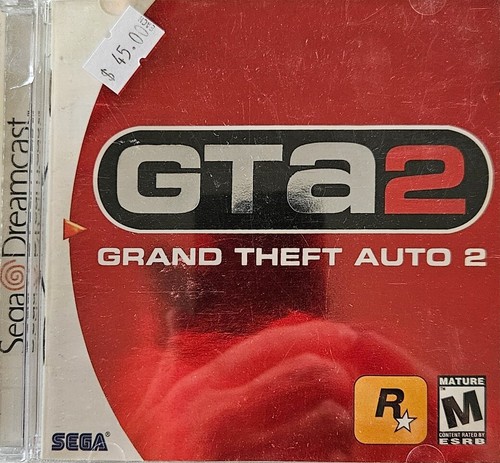 $ 45.00
Sega Dreamcast
GTa2
GRAND THEFT AUTO 2
SEGA®
R
MATURE
M
CONTENT RATED BY
ESRB